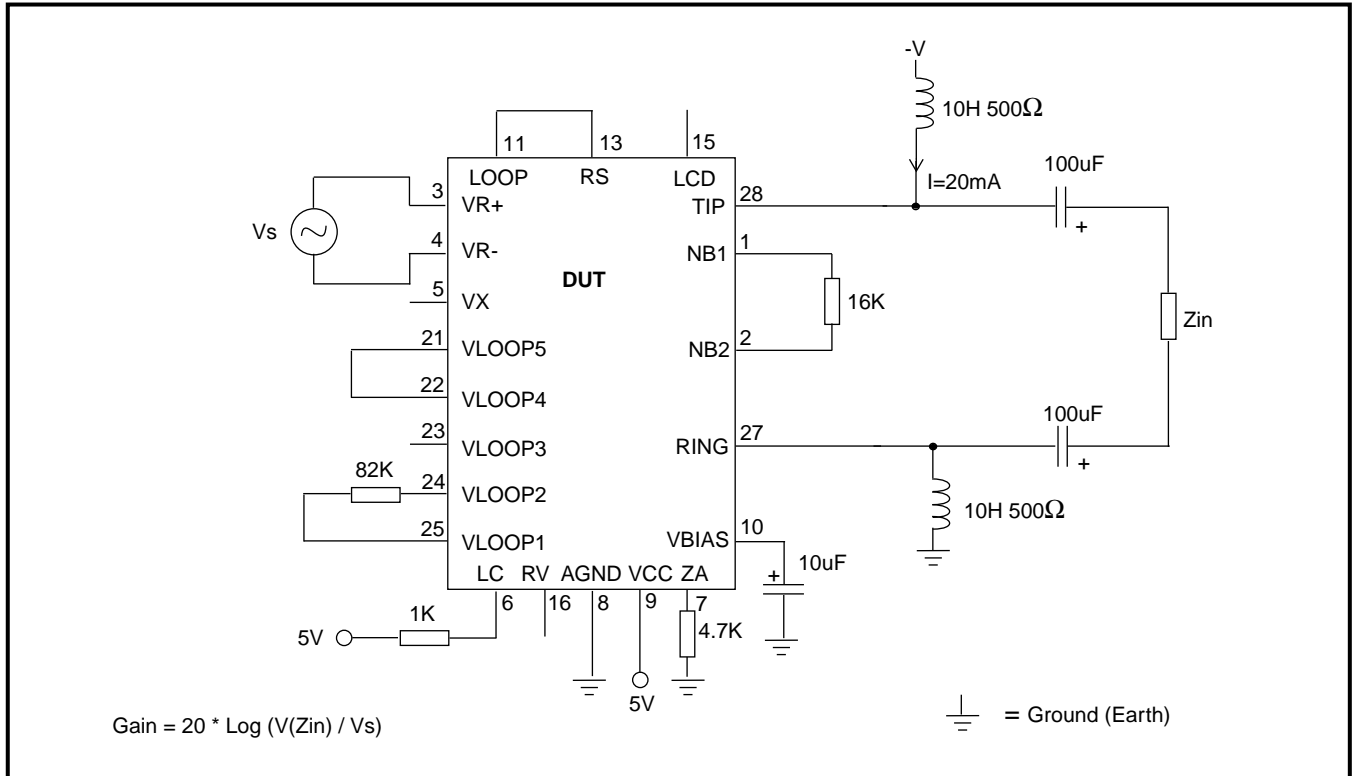 -V
10H 500Ω
11 13 15
100uF
LOOP RS LCD
I=20mA
3 VR+ TIP 28
Vs
4 VR- NB1 1
DUT
5 VX
16K
Zin
21 VLOOP5 NB2 2
22 VLOOP4
100uF
23 VLOOP3 RING 27
82K
24 VLOOP2
10H 500Ω
25 VLOOP1 VBIAS 10
10uF
LC RV AGND VCC ZA
+
+
+
6 16 8 9 7
1K
4.7K
5V
5V
Gain = 20 * Log (V(Zin) / Vs)
= Ground (Earth)